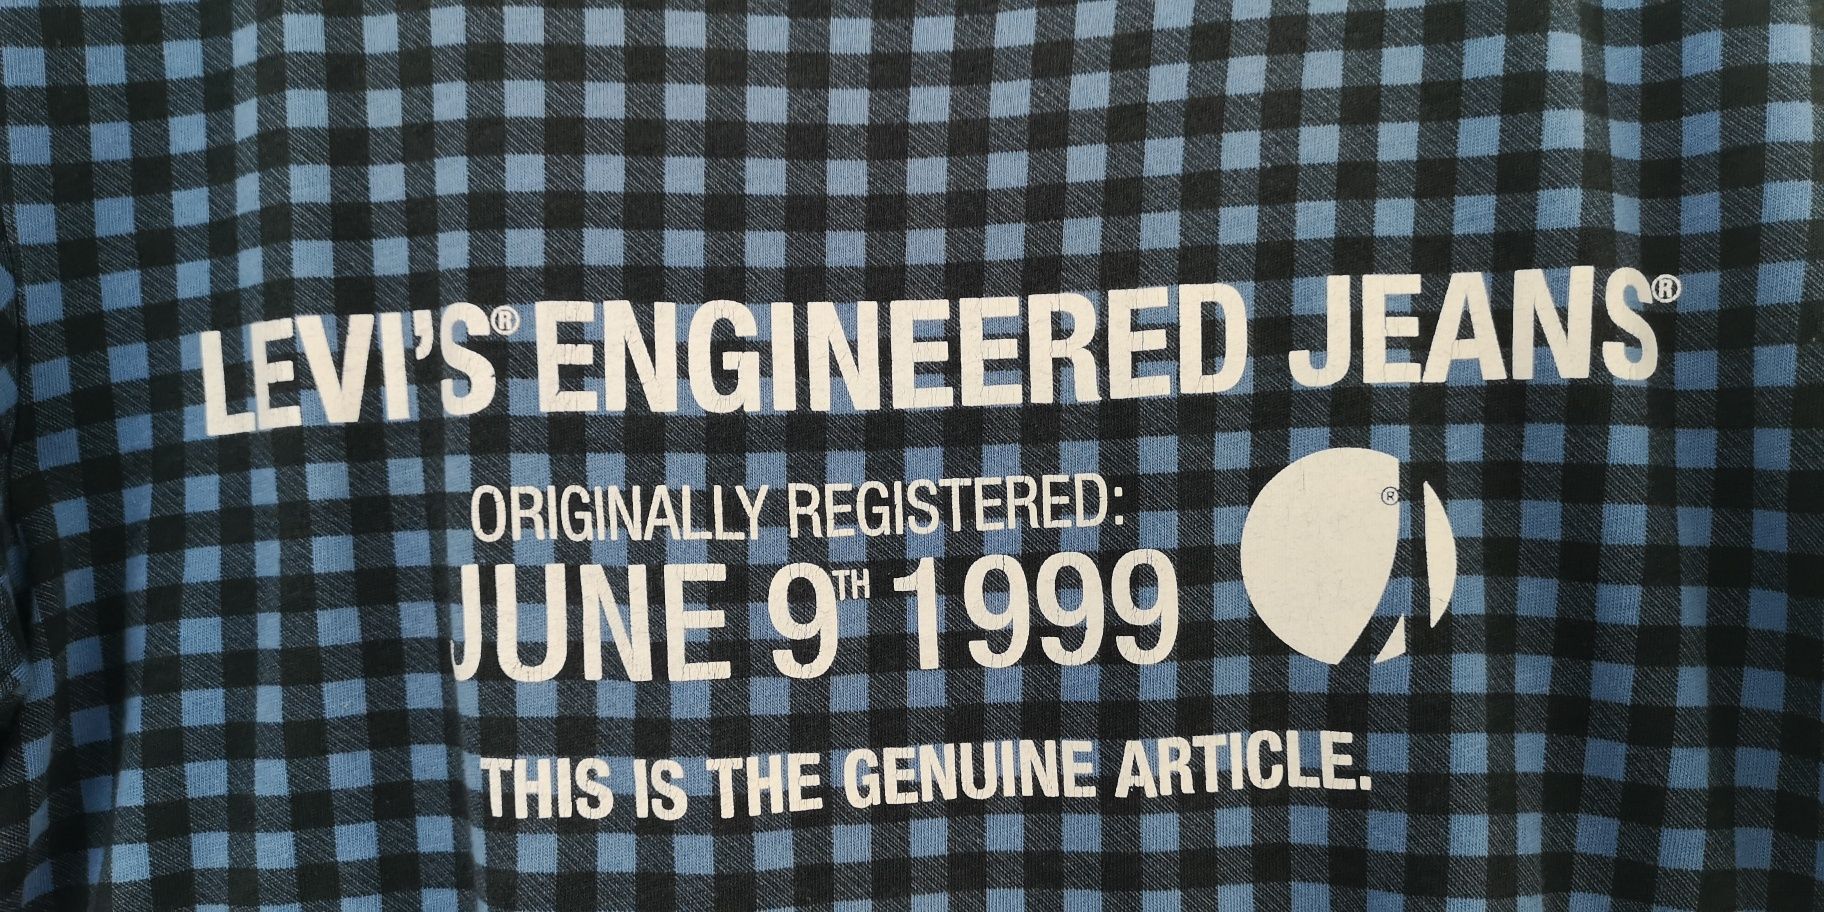 LEVI'S® ENGINEERED JEANS®
ORIGINALLY REGISTERED:
JUNE 9TH 1999
®
THIS IS THE GENUINE ARTICLE.